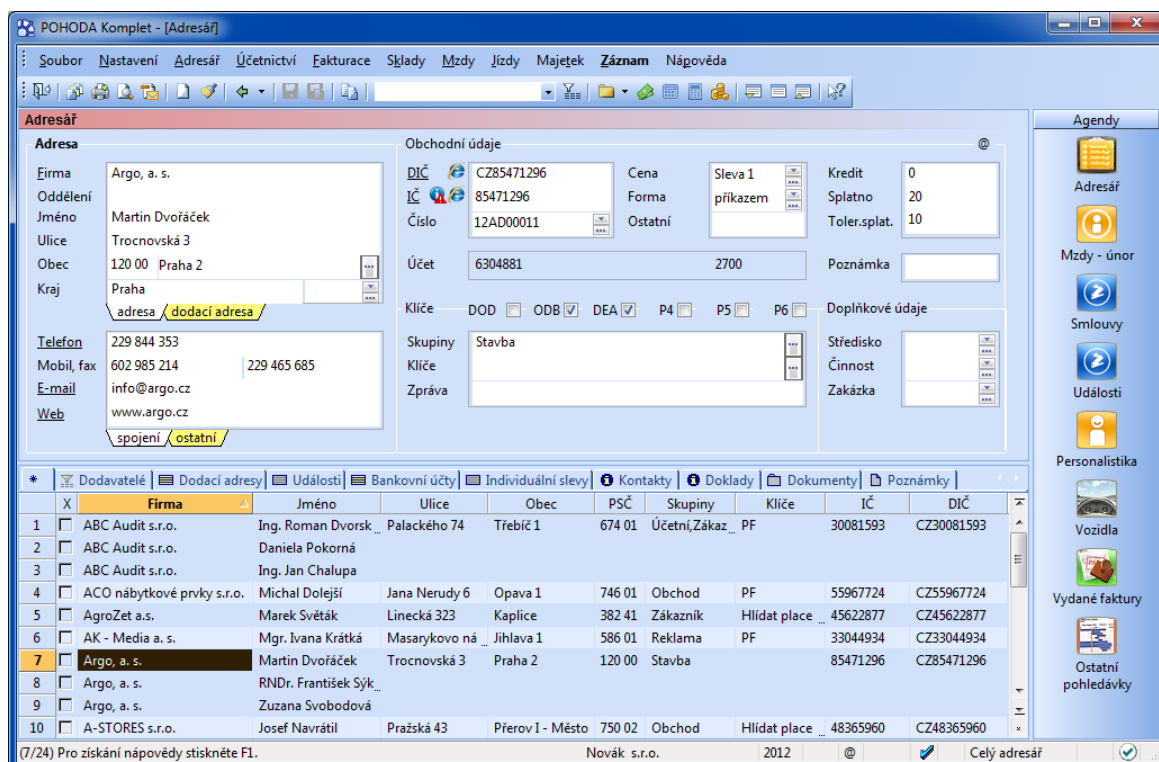 POHODA Komplet - [Adresář]
Soubor Nastavení Adresář Účetnictví Fakturace Sklady Mzdy Jízdy Majetek Záznam Nápověda
Adresář
Adresa
Firma Argo, a. s.
Oddělení
Jméno Martin Dvořáček
Ulice Trocnovská 3
Obec 120 00 Praha 2
Kraj Praha
adresa dodací adresa
Telefon 229 844 353
Mobil, fax 602 985 214 229 465 685
E-mail info@argo.cz
Web www.argo.cz
spojení ostatní
Obchodní údaje @
DIČ CZ85471296 Cena Sleva 1 Kredit 0
IČ 85471296 Forma příkazem Splatno 20
Číslo 12AD00011 Ostatní Toler.splat. 10
Účet 6304881 2700 Poznámka
Klíče DOD ODB DEA P4 P5 P6 Doplňkové údaje
Skupiny Stavba Středisko
Klíče Činnost
Zpráva Zakázka
* Dodavatelé Dodací adresy Události Bankovní účty Individuální slevy Kontakty Doklady Dokumenty Poznámky
X Firma Jméno Ulice Obec PSČ Skupiny Klíče IČ DIČ
1 ABC Audit s.r.o. Ing. Roman Dvorsk... Palackého 74 Třebíč 1 674 01 Účetní,Zákaz... PF 30081593 CZ30081593
2 ABC Audit s.r.o. Daniela Pokorná
3 ABC Audit s.r.o. Ing. Jan Chalupa
4 ACO nábytkové prvky s.r.o. Michal Dolejší Jana Nerudy 6 Opava 1 746 01 Obchod PF 55967724 CZ55967724
5 AgroZet a.s. Marek Světák Linecká 323 Kaplice 382 41 Zákazník Hlídat place... 45622877 CZ45622877
6 AK - Media a. s. Mgr. Ivana Krátká Masarykovo ná... Jihlava 1 586 01 Reklama PF 33044934 CZ33044934
7 Argo, a. s. Martin Dvořáček Trocnovská 3 Praha 2 120 00 Stavba 85471296 CZ85471296
8 Argo, a. s. RNDr. František Sýk...
9 Argo, a. s. Zuzana Svobodová
10 A-STORES s.r.o. Josef Navrátil Pražská 43 Přerov I - Město 750 02 Obchod Hlídat place... 48365960 CZ48365960
(7/24) Pro získání nápovědy stiskněte F1. Novák s.r.o. 2012 @ Celý adresář
Agendy
Adresář
Mzdy - únor
Smlouvy
Události
Personalistika
Vozidla
Vydané faktury
Ostatní
pohledávky